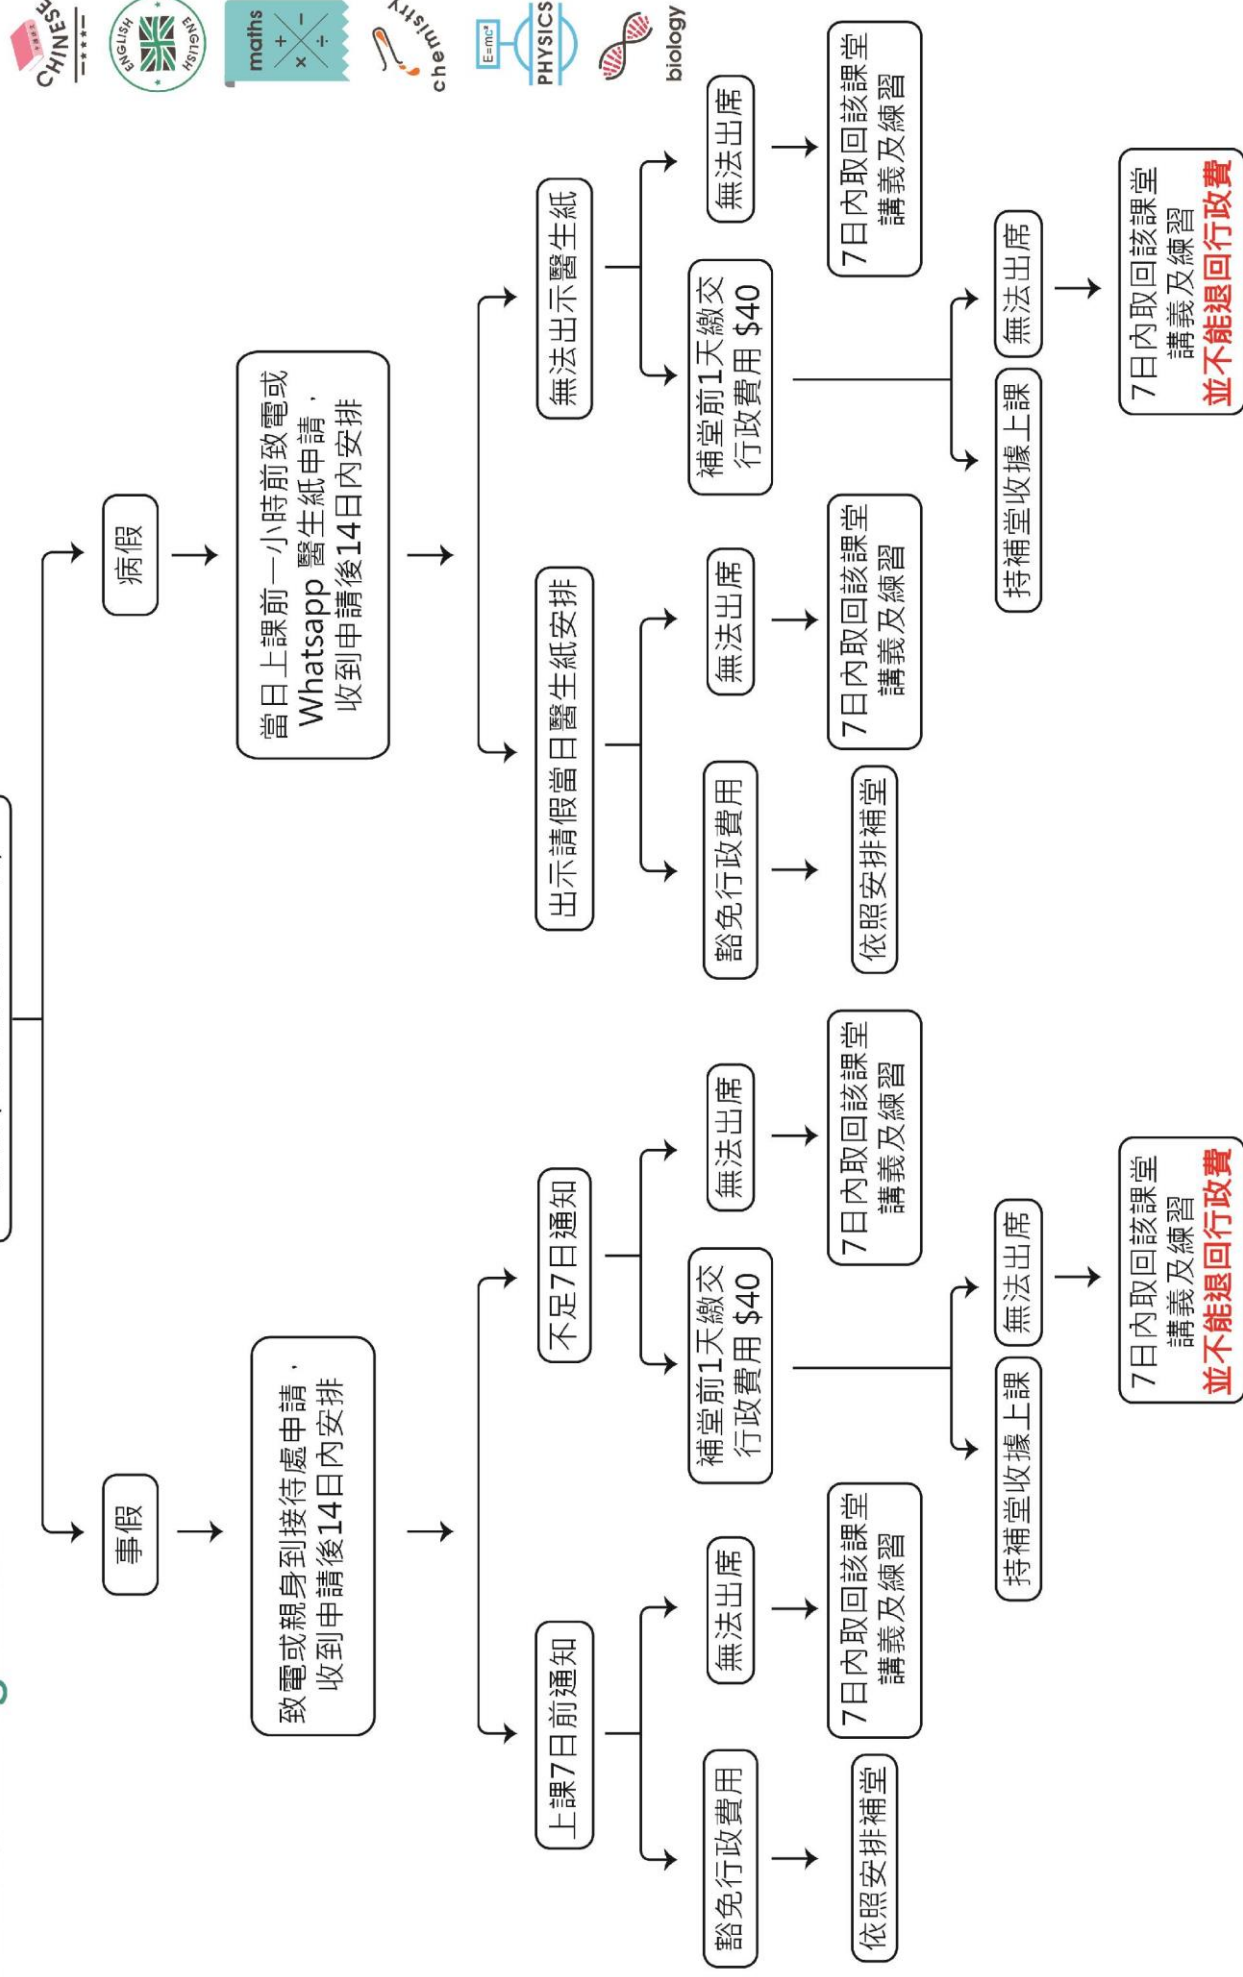 CHINESE
ENGLISH
ENGLISH
maths
+ −
× ÷
chemistry
E=mc²
PHYSICS
biology
事假
病假
致電或親身到接待處申請，
收到申請後14日內安排
當日上課前一小時前致電或
Whatsapp 醫生紙申請，
收到申請後14日內安排
上課7日前通知
不足7日通知
出示請假當日醫生紙安排
無法出示醫生紙
豁免行政費用
無法出席
補堂前1天繳交
行政費用 $40
無法出席
豁免行政費用
無法出席
補堂前1天繳交
行政費用 $40
無法出席
依照安排補堂
7日內取回該課堂
講義及練習
7日內取回該課堂
講義及練習
依照安排補堂
7日內取回該課堂
講義及練習
7日內取回該課堂
講義及練習
持補堂收據上課
無法出席
持補堂收據上課
無法出席
7日內取回該課堂
講義及練習
並不能退回行政費
7日內取回該課堂
講義及練習
並不能退回行政費